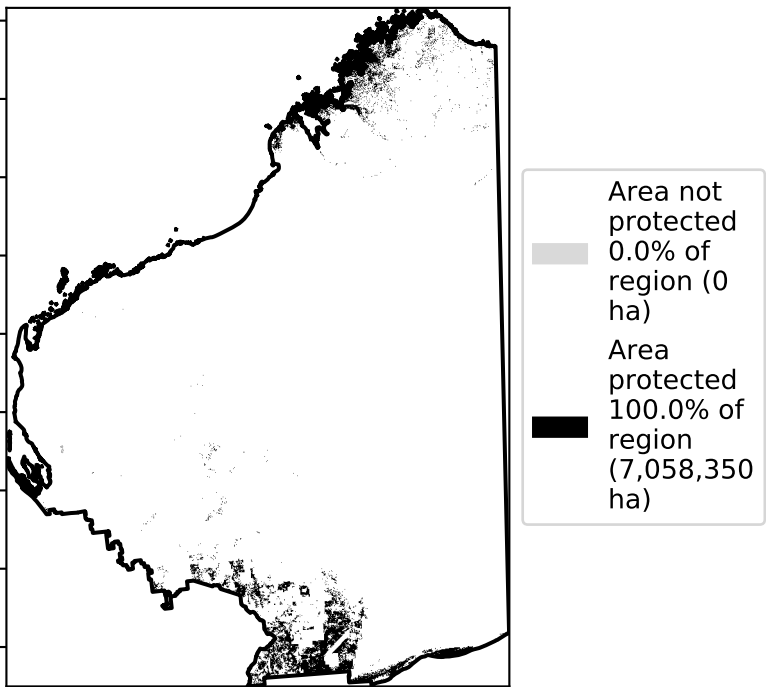 Area not
protected
0.0% of
region (0
ha)
Area
protected
100.0% of
region
(7,058,350
ha)